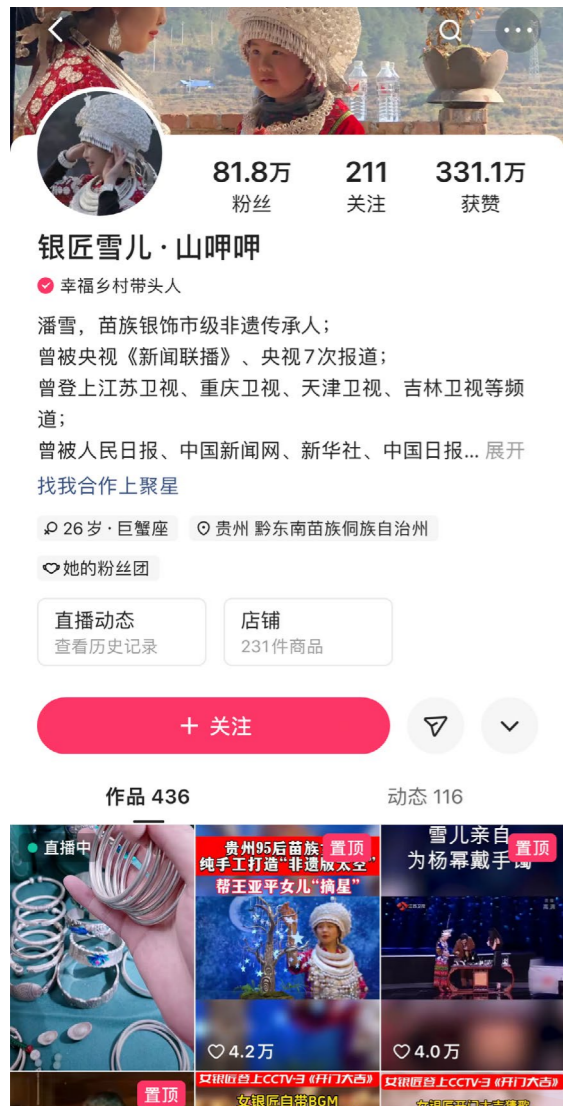 81.8万
211
331.1万
粉丝
关注
获赞
银匠雪儿·山呷呷
幸福乡村带头人
潘雪，苗族银饰市级非遗传承人；
曾被央视《新闻联播》、央视7次报道；
曾登上江苏卫视、重庆卫视、天津卫视、吉林卫视等频
道；
曾被人民日报、中国新闻网、新华社、中国日报... 展开
找我合作上聚星
26岁·巨蟹座
贵州 黔东南苗族侗族自治州
她的粉丝团
直播动态
查看历史记录
店铺
231件商品
+ 关注
作品 436
动态 116
直播中
贵州95后苗族
置顶
纯手工打造“非遗版太空”
帮王亚平女儿“摘星”
4.2万
雪儿亲自
置顶
为杨幂戴手镯
4.0万
置顶
女银匠登上CCTV-3《开门大吉》
女银匠自带BGM
女银匠登上CCTV-3《开门大吉》